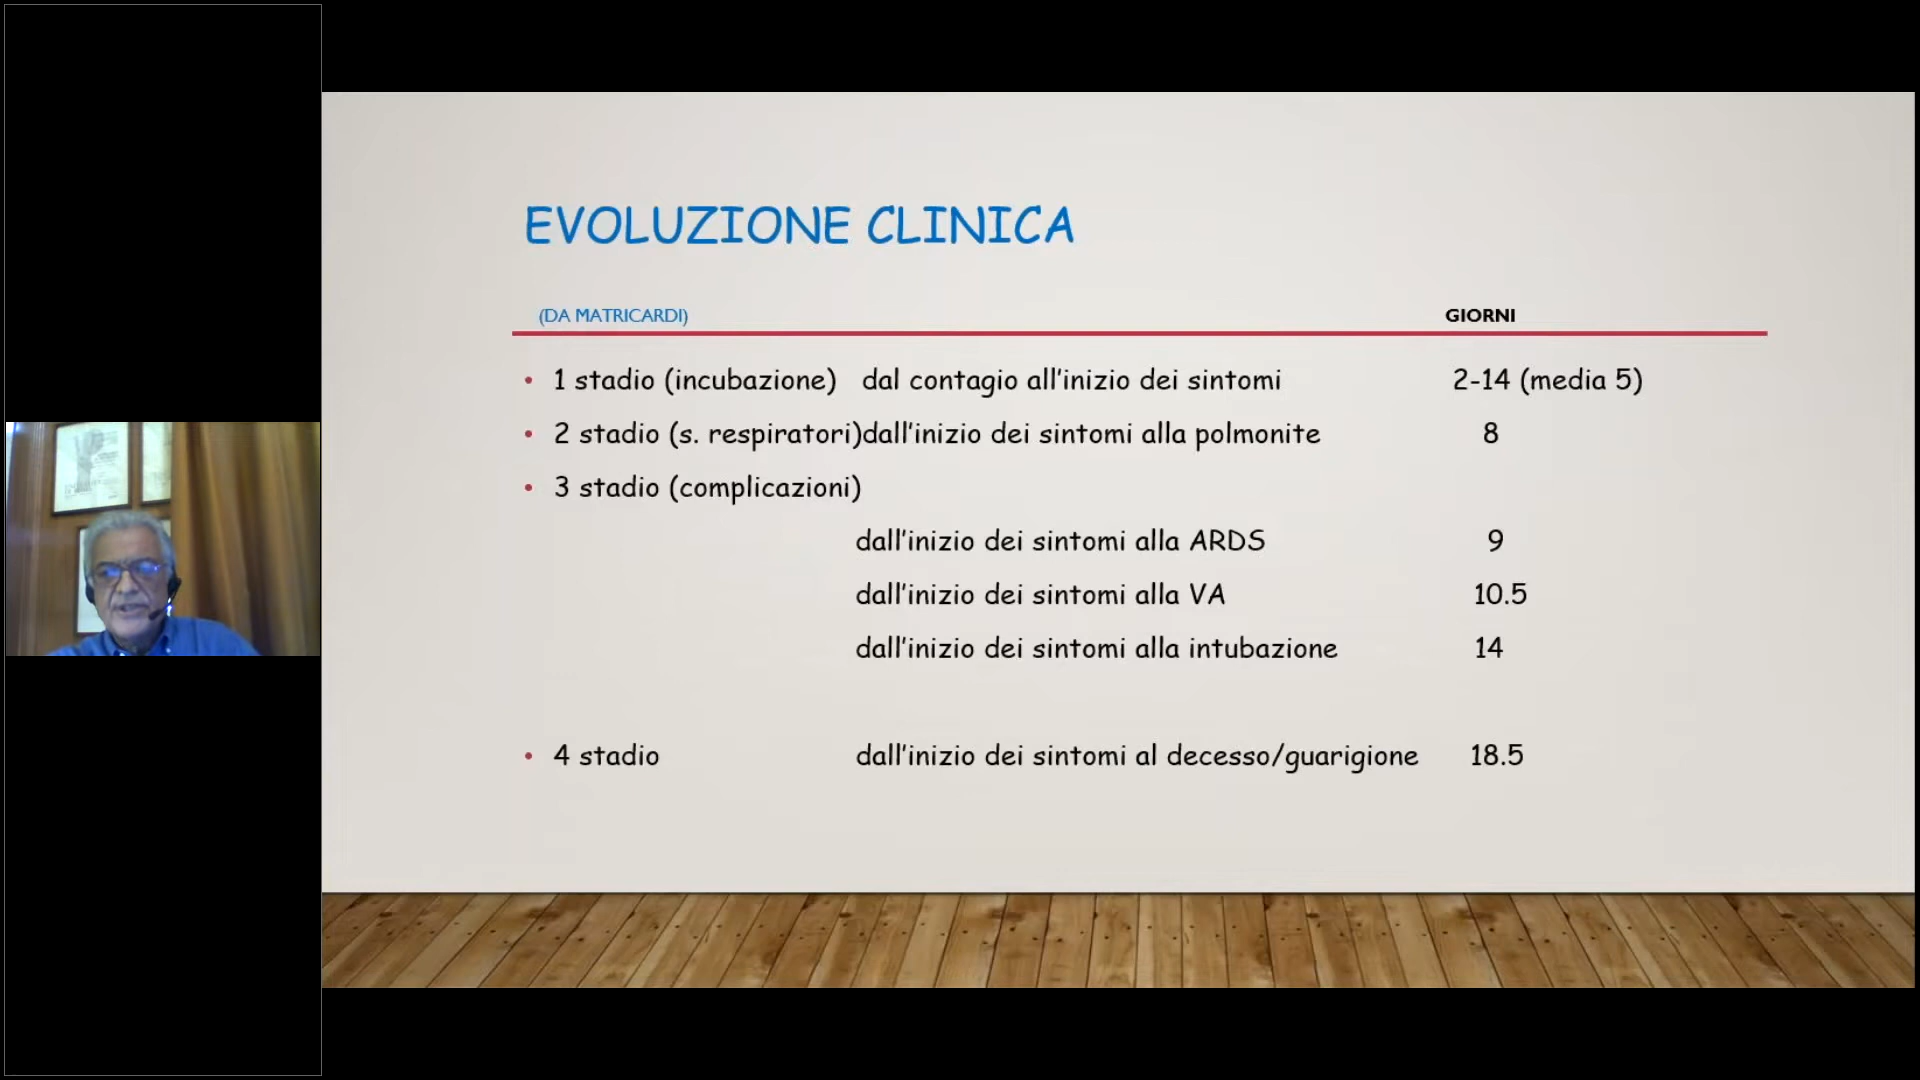 EVOLUZIONE CLINICA
(DA MATRICARDI) GIORNI
• 1 stadio (incubazione) dal contagio all'inizio dei sintomi 2-14 (media 5)
• 2 stadio (s. respiratori)dall'inizio dei sintomi alla polmonite 8
• 3 stadio (complicazioni)
dall'inizio dei sintomi alla ARDS 9
dall'inizio dei sintomi alla VA 10.5
dall'inizio dei sintomi alla intubazione 14
• 4 stadio dall'inizio dei sintomi al decesso/guarigione 18.5